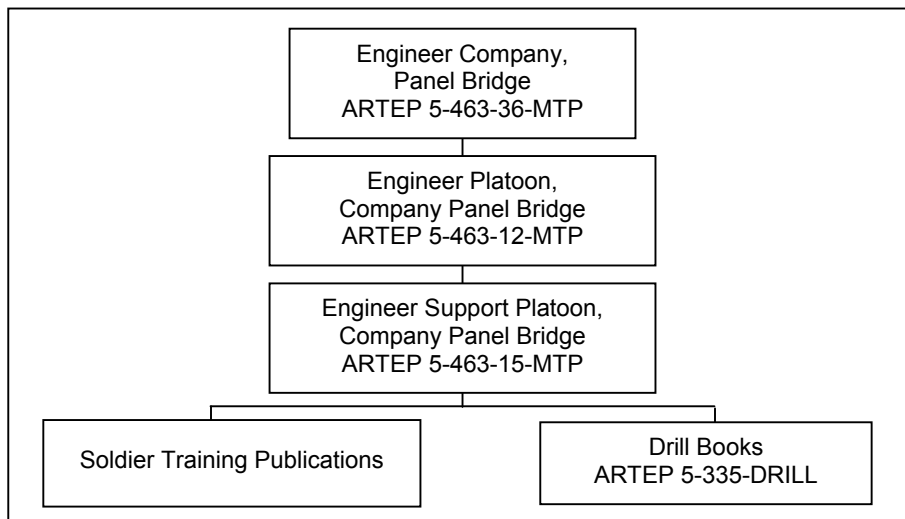 Engineer Company,
Panel Bridge
ARTEP 5-463-36-MTP
Engineer Platoon,
Company Panel Bridge
ARTEP 5-463-12-MTP
Engineer Support Platoon,
Company Panel Bridge
ARTEP 5-463-15-MTP
Soldier Training Publications
Drill Books
ARTEP 5-335-DRILL